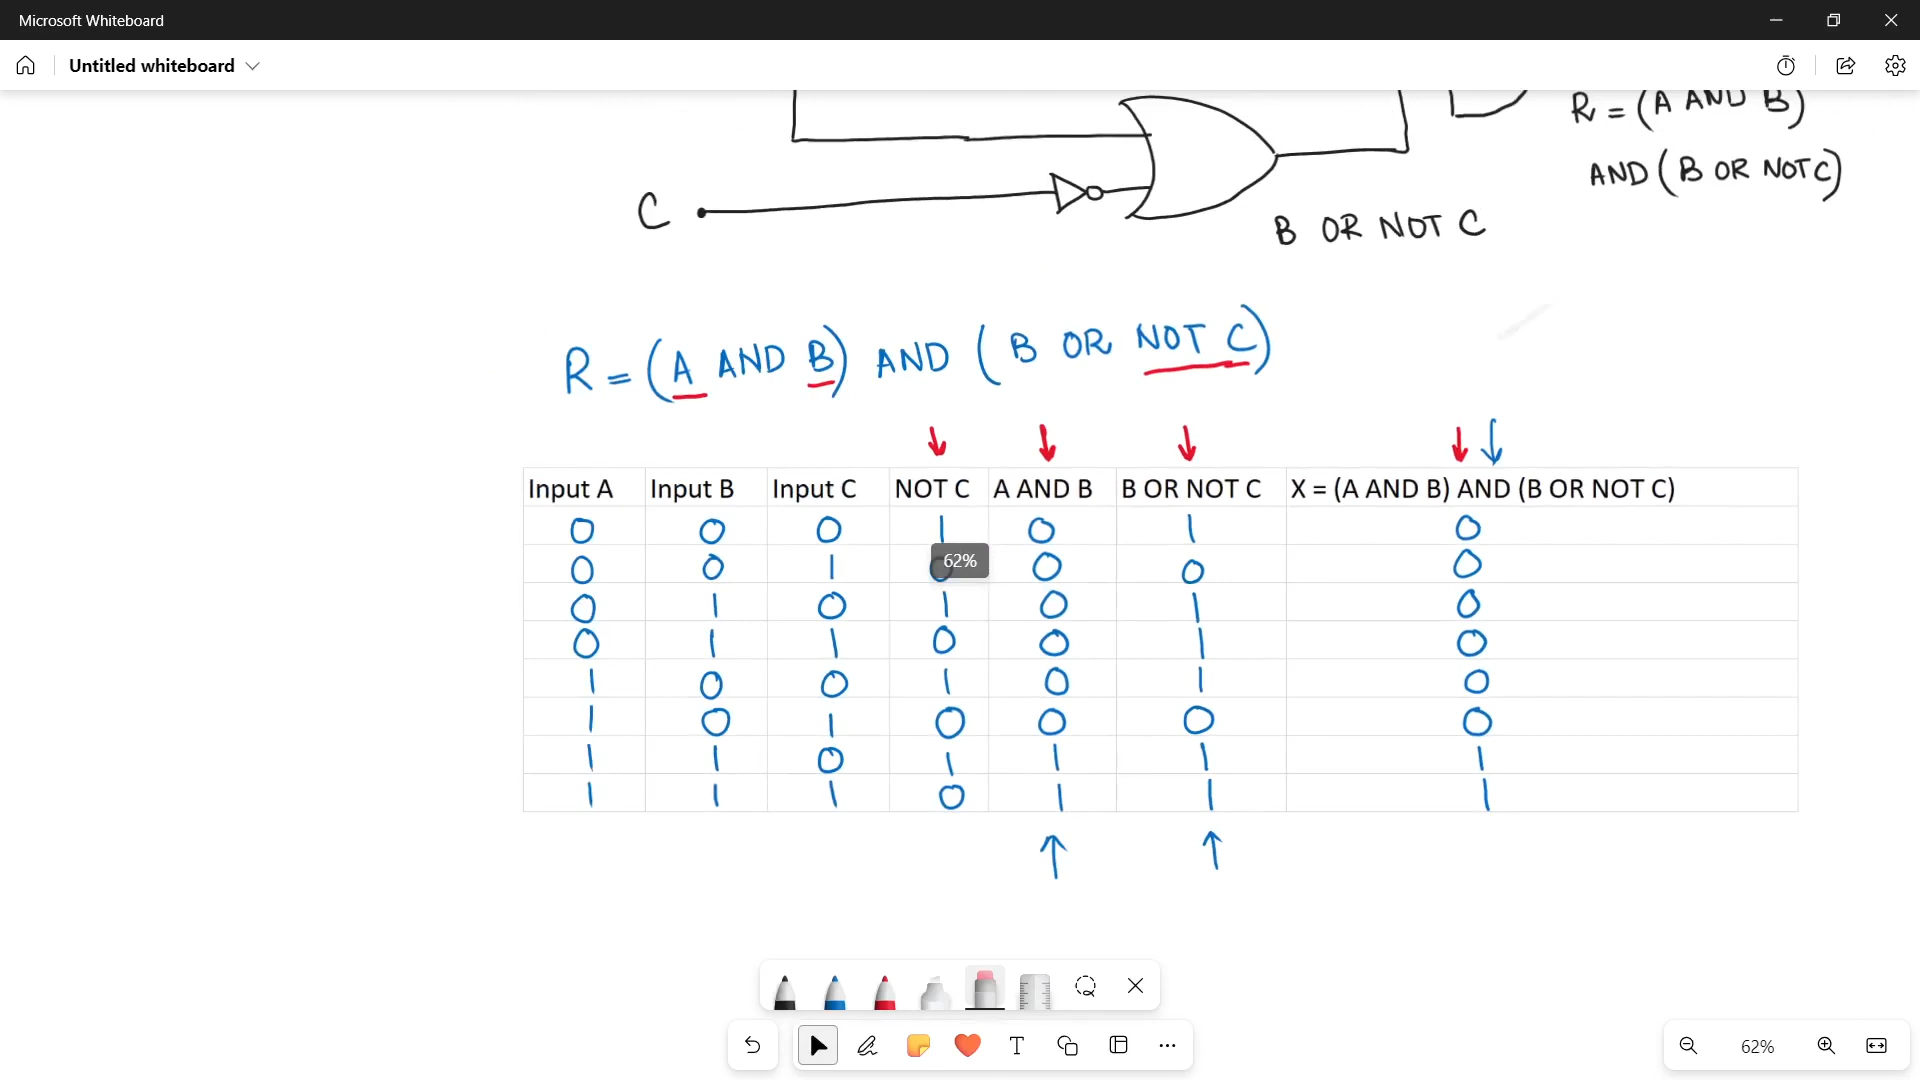 Microsoft Whiteboard
Untitled whiteboard
R = (A AND B)
AND (B OR NOT C)
C
B OR NOT C
R = (A AND B) AND (B OR NOT C)
Input A Input B Input C NOT C A AND B B OR NOT C X = (A AND B) AND (B OR NOT C)
0 0 0 1 0 1 0
62%
0 0 1 0 0 0 0
0 1 0 1 0 1 0
0 1 1 0 0 1 0
1 0 0 1 0 1 0
1 0 1 0 0 0 0
1 1 0 1 1 1 1
1 1 1 0 1 1 1
T
62%